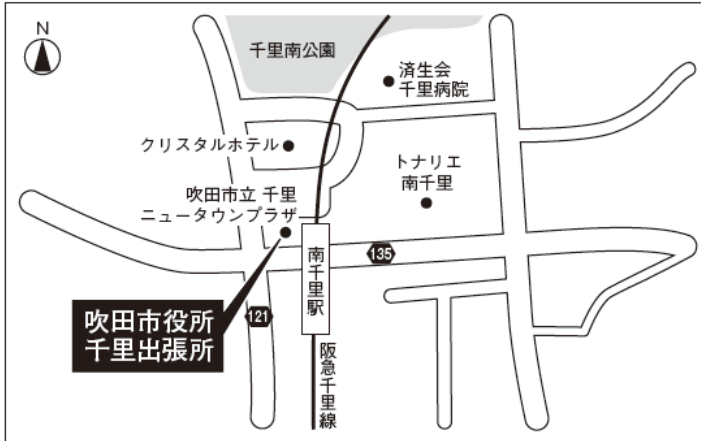 N
千里南公園
済生会
千里病院
クリスタルホテル
トナリエ
南千里
吹田市立 千里
ニュータウンプラザ
135
南千里駅
121
吹田市役所
千里出張所
阪急千里線